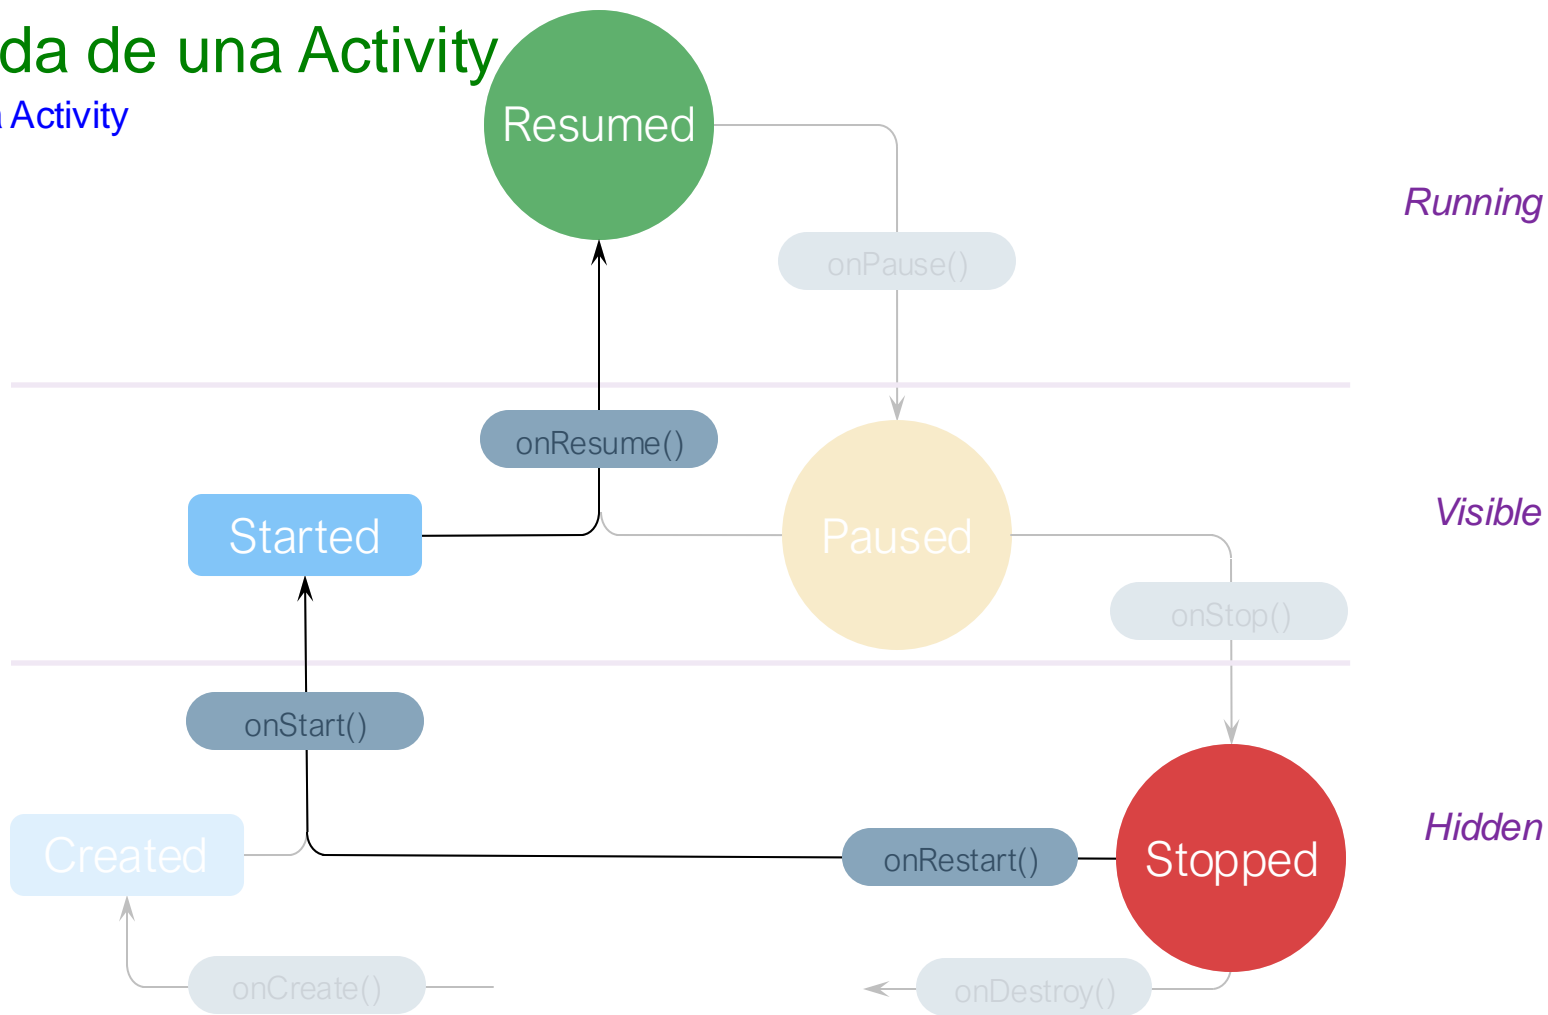 da de una Activity
a Activity
Resumed
Running
onPause()
onResume()
Started
Paused
Visible
onStop()
onStart()
Created
onRestart()
Stopped
Hidden
onCreate()
onDestroy()